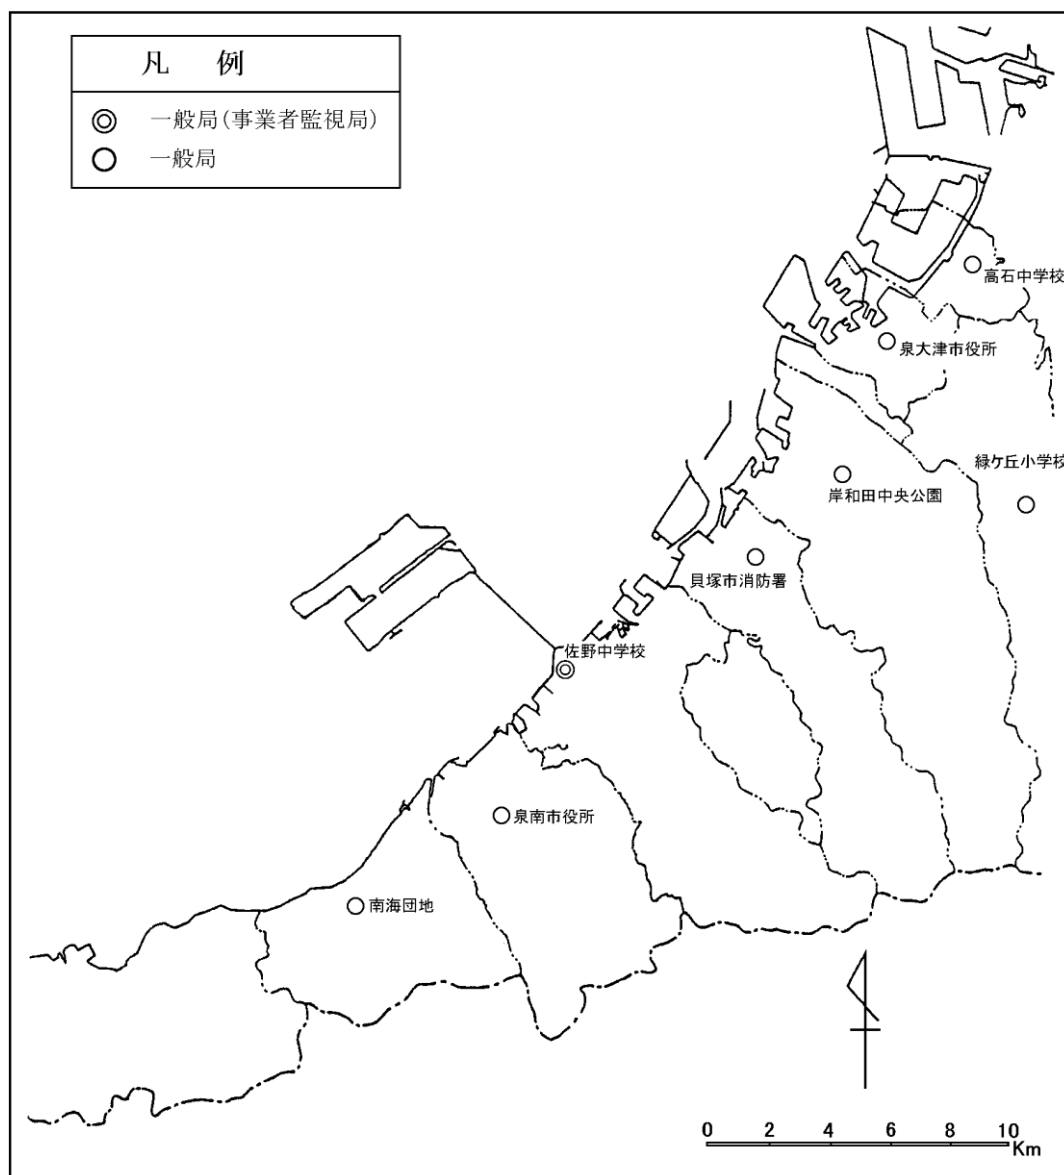 凡 例
一般局(事業者監視局)
一般局
高石中学校
泉大津市役所
緑ケ丘小学校
岸和田中央公園
貝塚市消防署
佐野中学校
泉南市役所
南海団地
0 2 4 6 8 10
Km